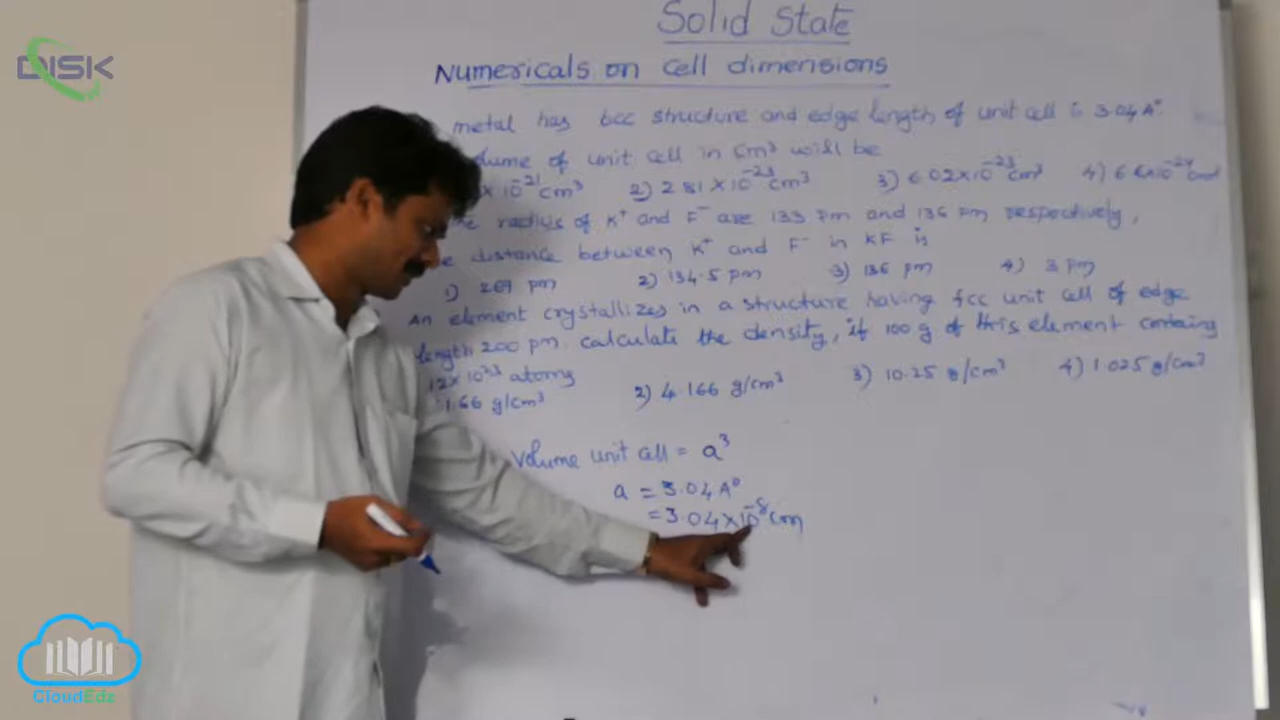 DISK
Solid State
Numericals on cell dimensions
metal has bcc structure and edge length of unit cell is 3.04 A°.
volume of unit cell in cm³ will be
× 10⁻²¹ cm³ 2) 2.81 × 10⁻²³ cm³ 3) 6.02×10⁻²³ cm³ 4) 6.6×10⁻²⁴
The radius of K⁺ and F⁻ are 133 pm and 136 pm respectively,
distance between K⁺ and F⁻ in KF is
1) 269 pm 2) 134.5 pm 3) 136 pm 4) 3 pm
An element crystallizes in a structure having fcc unit cell of edge
length 200 pm. calculate the density, if 100 g of this element containing
12×10²³ atoms
1.66 g/cm³ 2) 4.166 g/cm³ 3) 10.25 g/cm³ 4) 1.025 g/cm³
Volume unit cell = a³
a = 3.04 A°
= 3.04×10⁻⁸ cm
CloudEdz